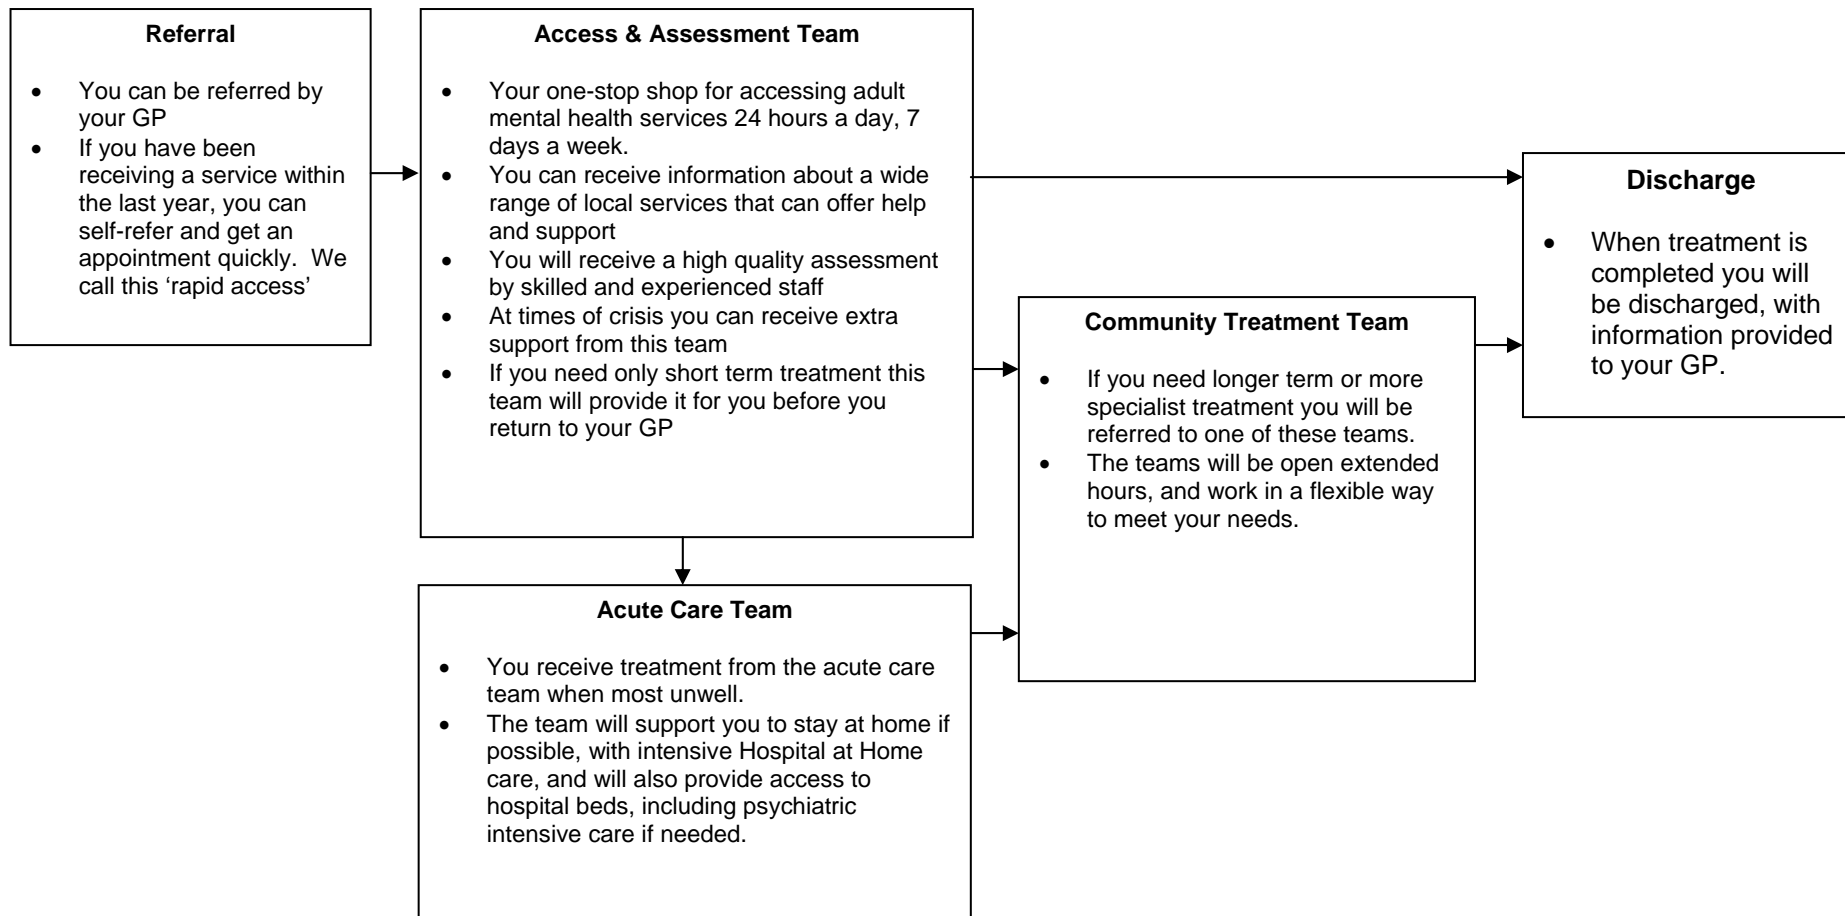 Referral
• You can be referred by
your GP
• If you have been
receiving a service within
the last year, you can
self-refer and get an
appointment quickly.  We
call this ‘rapid access’
Access & Assessment Team
• Your one-stop shop for accessing adult
mental health services 24 hours a day, 7
days a week.
• You can receive information about a wide
range of local services that can offer help
and support
• You will receive a high quality assessment
by skilled and experienced staff
• At times of crisis you can receive extra
support from this team
• If you need only short term treatment this
team will provide it for you before you
return to your GP
Acute Care Team
• You receive treatment from the acute care
team when most unwell.
• The team will support you to stay at home if
possible, with intensive Hospital at Home
care, and will also provide access to
hospital beds, including psychiatric
intensive care if needed.
Community Treatment Team
• If you need longer term or more
specialist treatment you will be
referred to one of these teams.
• The teams will be open extended
hours, and work in a flexible way
to meet your needs.
Discharge
• When treatment is
completed you will
be discharged, with
information provided
to your GP.